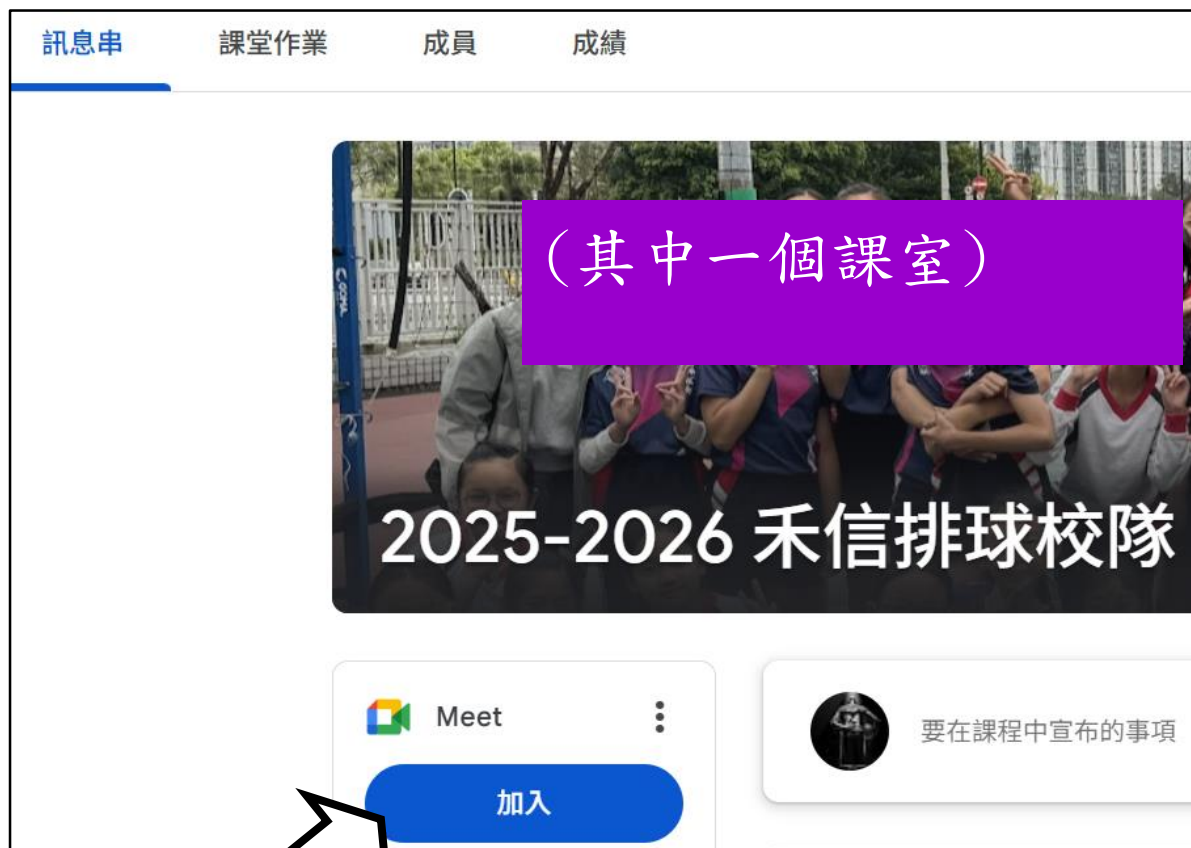 訊息串 課堂作業 成員 成績
(其中一個課室)
2025-2026 禾信排球校隊
Meet
要在課程中宣布的事項
加入